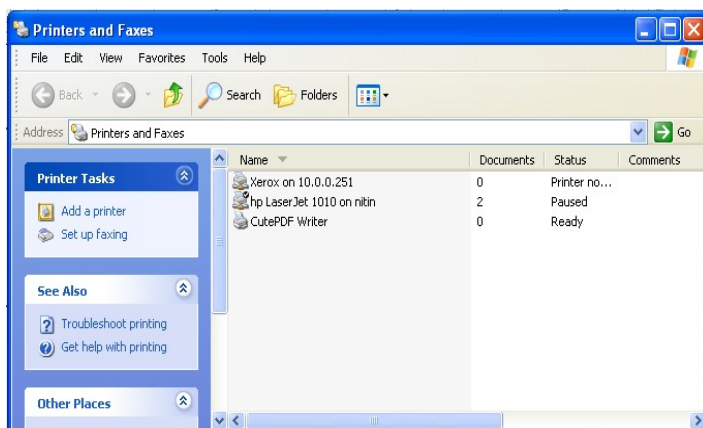 Printers and Faxes
File Edit View Favorites Tools Help
Back Search Folders
Address Printers and Faxes Go
Name Documents Status Comments
Printer Tasks
Add a printer
Set up faxing
See Also
Troubleshoot printing
Get help with printing
Other Places
Xerox on 10.0.0.251 0 Printer no...
hp LaserJet 1010 on nitin 2 Paused
CutePDF Writer 0 Ready